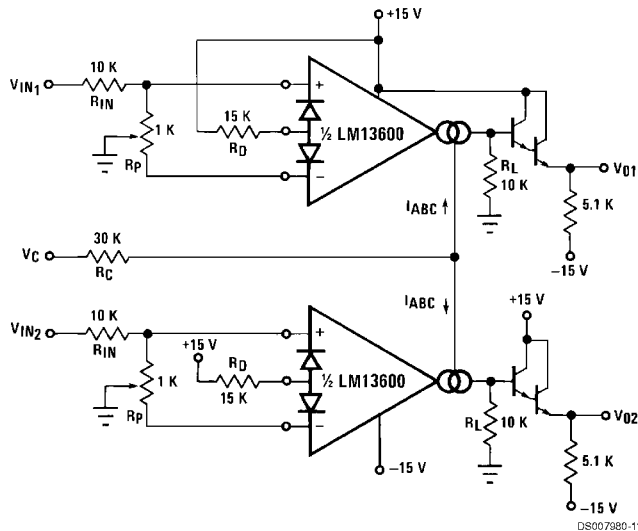 +15 V
10 K
VIN1
RIN
+
15 K
1 K
½ LM13600
RD
RP
−
RL
10 K
VO1
IABC ↑
5.1 K
30 K
VC
RC
−15 V
IABC ↓
+15 V
10 K
VIN2
RIN
+15 V
+
RD
1 K
½ LM13600
15 K
RP
−
RL
10 K
VO2
−15 V
5.1 K
−15 V
DS007980-1